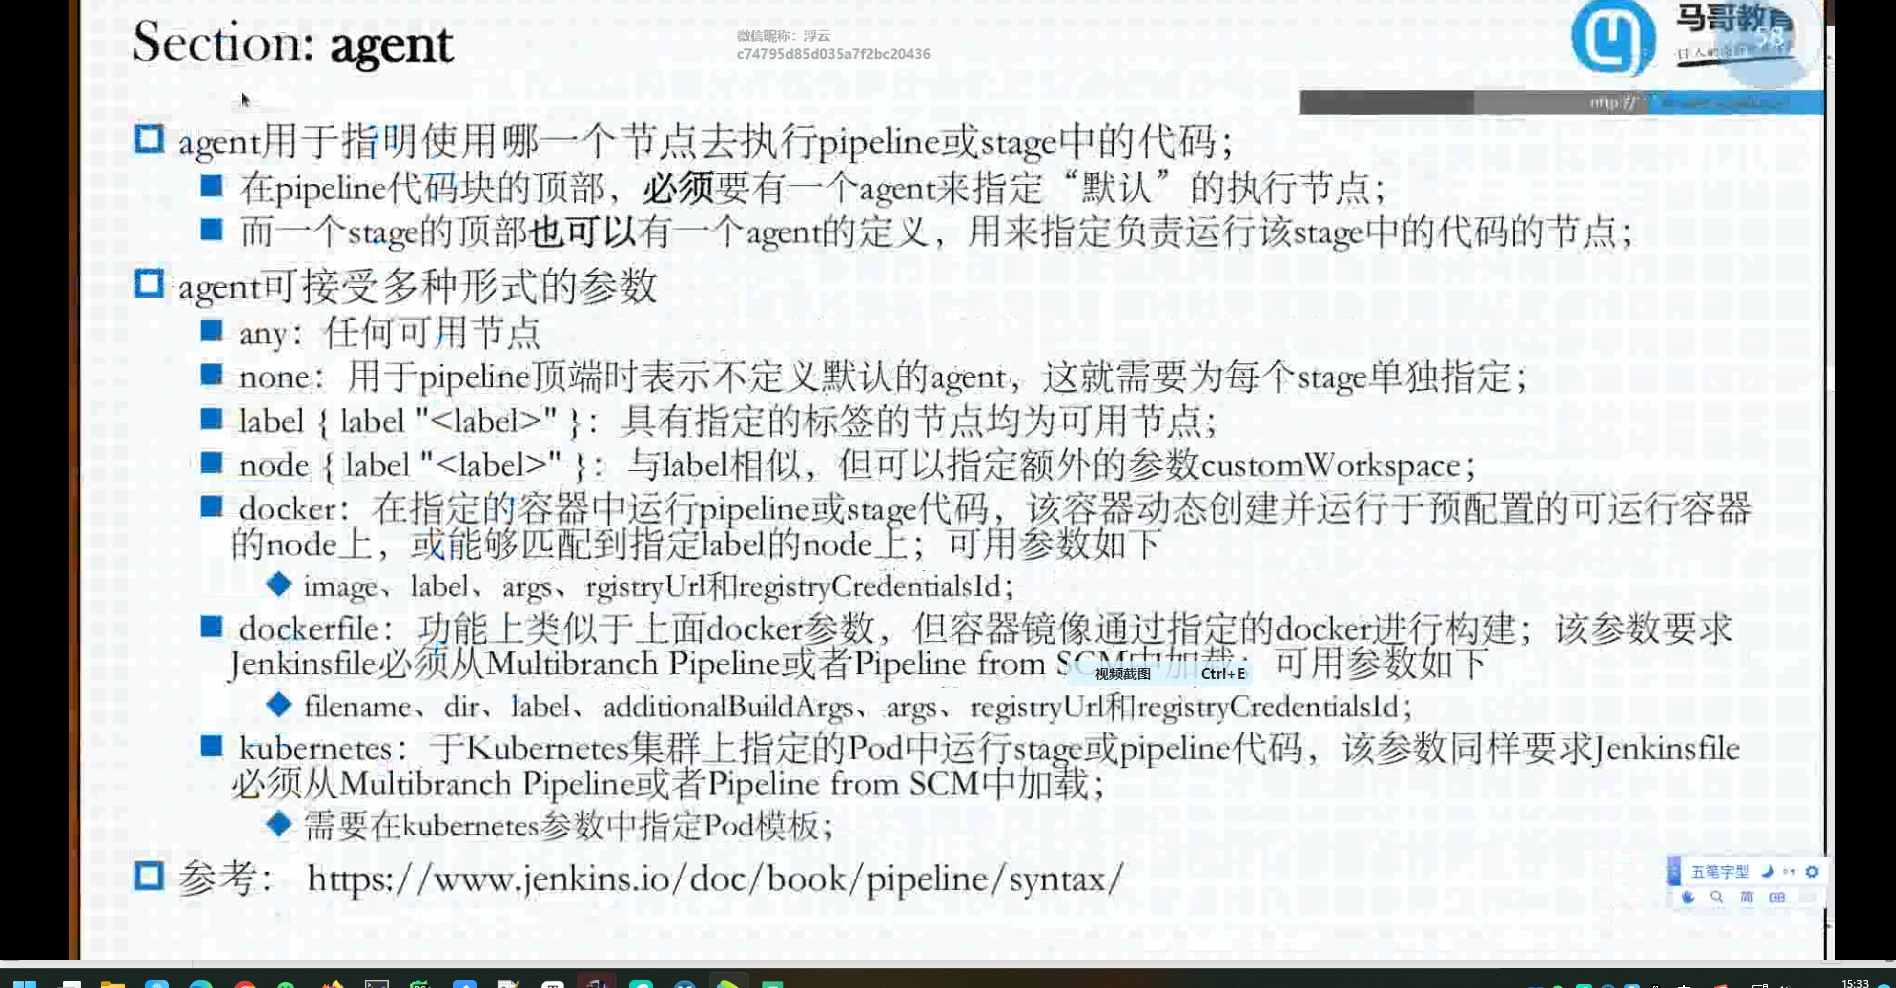 Section: agent
微信昵称：浮云
c74795d85d035a7f2bc20436
马哥教育
58
http://
agent用于指明使用哪一个节点去执行pipeline或stage中的代码；
在pipeline代码块的顶部，必须要有一个agent来指定“默认”的执行节点；
而一个stage的顶部也可以有一个agent的定义，用来指定负责运行该stage中的代码的节点；
agent可接受多种形式的参数
any：任何可用节点
none：用于pipeline顶端时表示不定义默认的agent，这就需要为每个stage单独指定；
label { label "<label>" }：具有指定的标签的节点均为可用节点；
node { label "<label>" }：与label相似，但可以指定额外的参数customWorkspace；
docker：在指定的容器中运行pipeline或stage代码，该容器动态创建并运行于预配置的可运行容器
的node上，或能够匹配到指定label的node上；可用参数如下
image、label、args、rgistryUrl和registryCredentialsId；
dockerfile：功能上类似于上面docker参数，但容器镜像通过指定的docker进行构建；该参数要求
Jenkinsfile必须从Multibranch Pipeline或者Pipeline from SCM中加载；可用参数如下
视频截图 Ctrl+E
filename、dir、label、additionalBuildArgs、args、registryUrl和registryCredentialsId；
kubernetes：于Kubernetes集群上指定的Pod中运行stage或pipeline代码，该参数同样要求Jenkinsfile
必须从Multibranch Pipeline或者Pipeline from SCM中加载；
需要在kubernetes参数中指定Pod模板；
参考： https://www.jenkins.io/doc/book/pipeline/syntax/
五笔字型
简
15:33